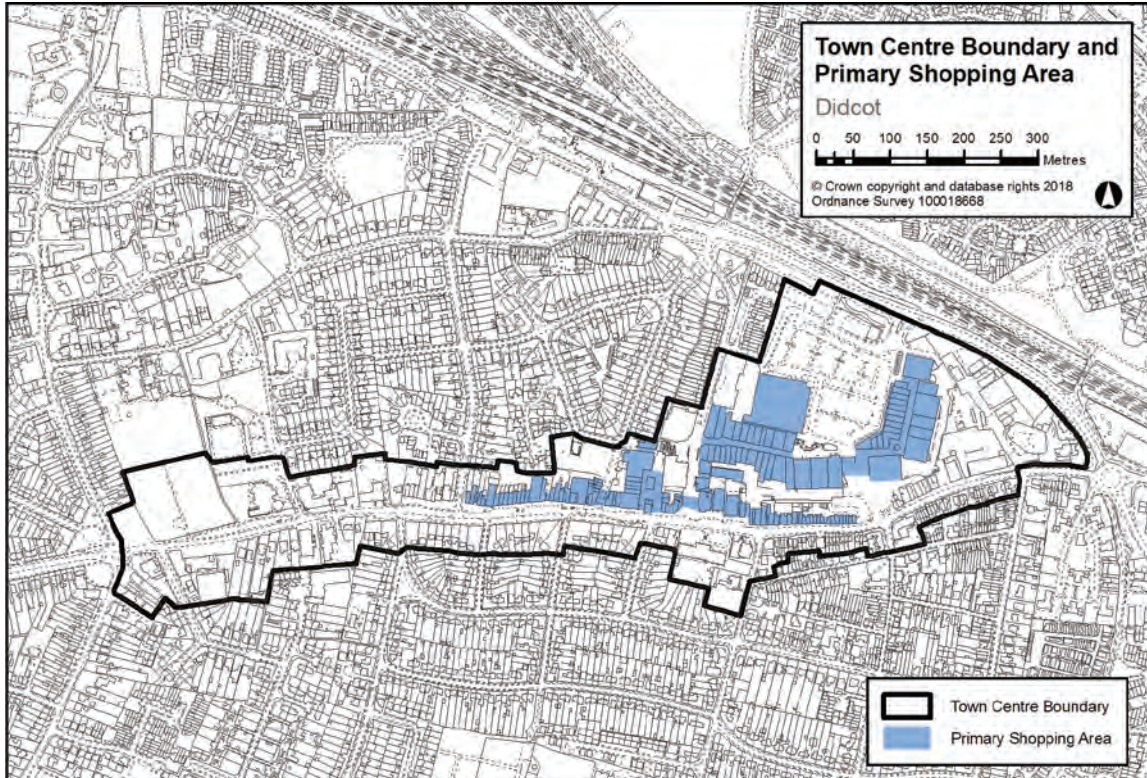 Town Centre Boundary and
Primary Shopping Area
Didcot
0 50 100 150 200 250 300
Metres
© Crown copyright and database rights 2018
Ordnance Survey 100018668
Town Centre Boundary
Primary Shopping Area